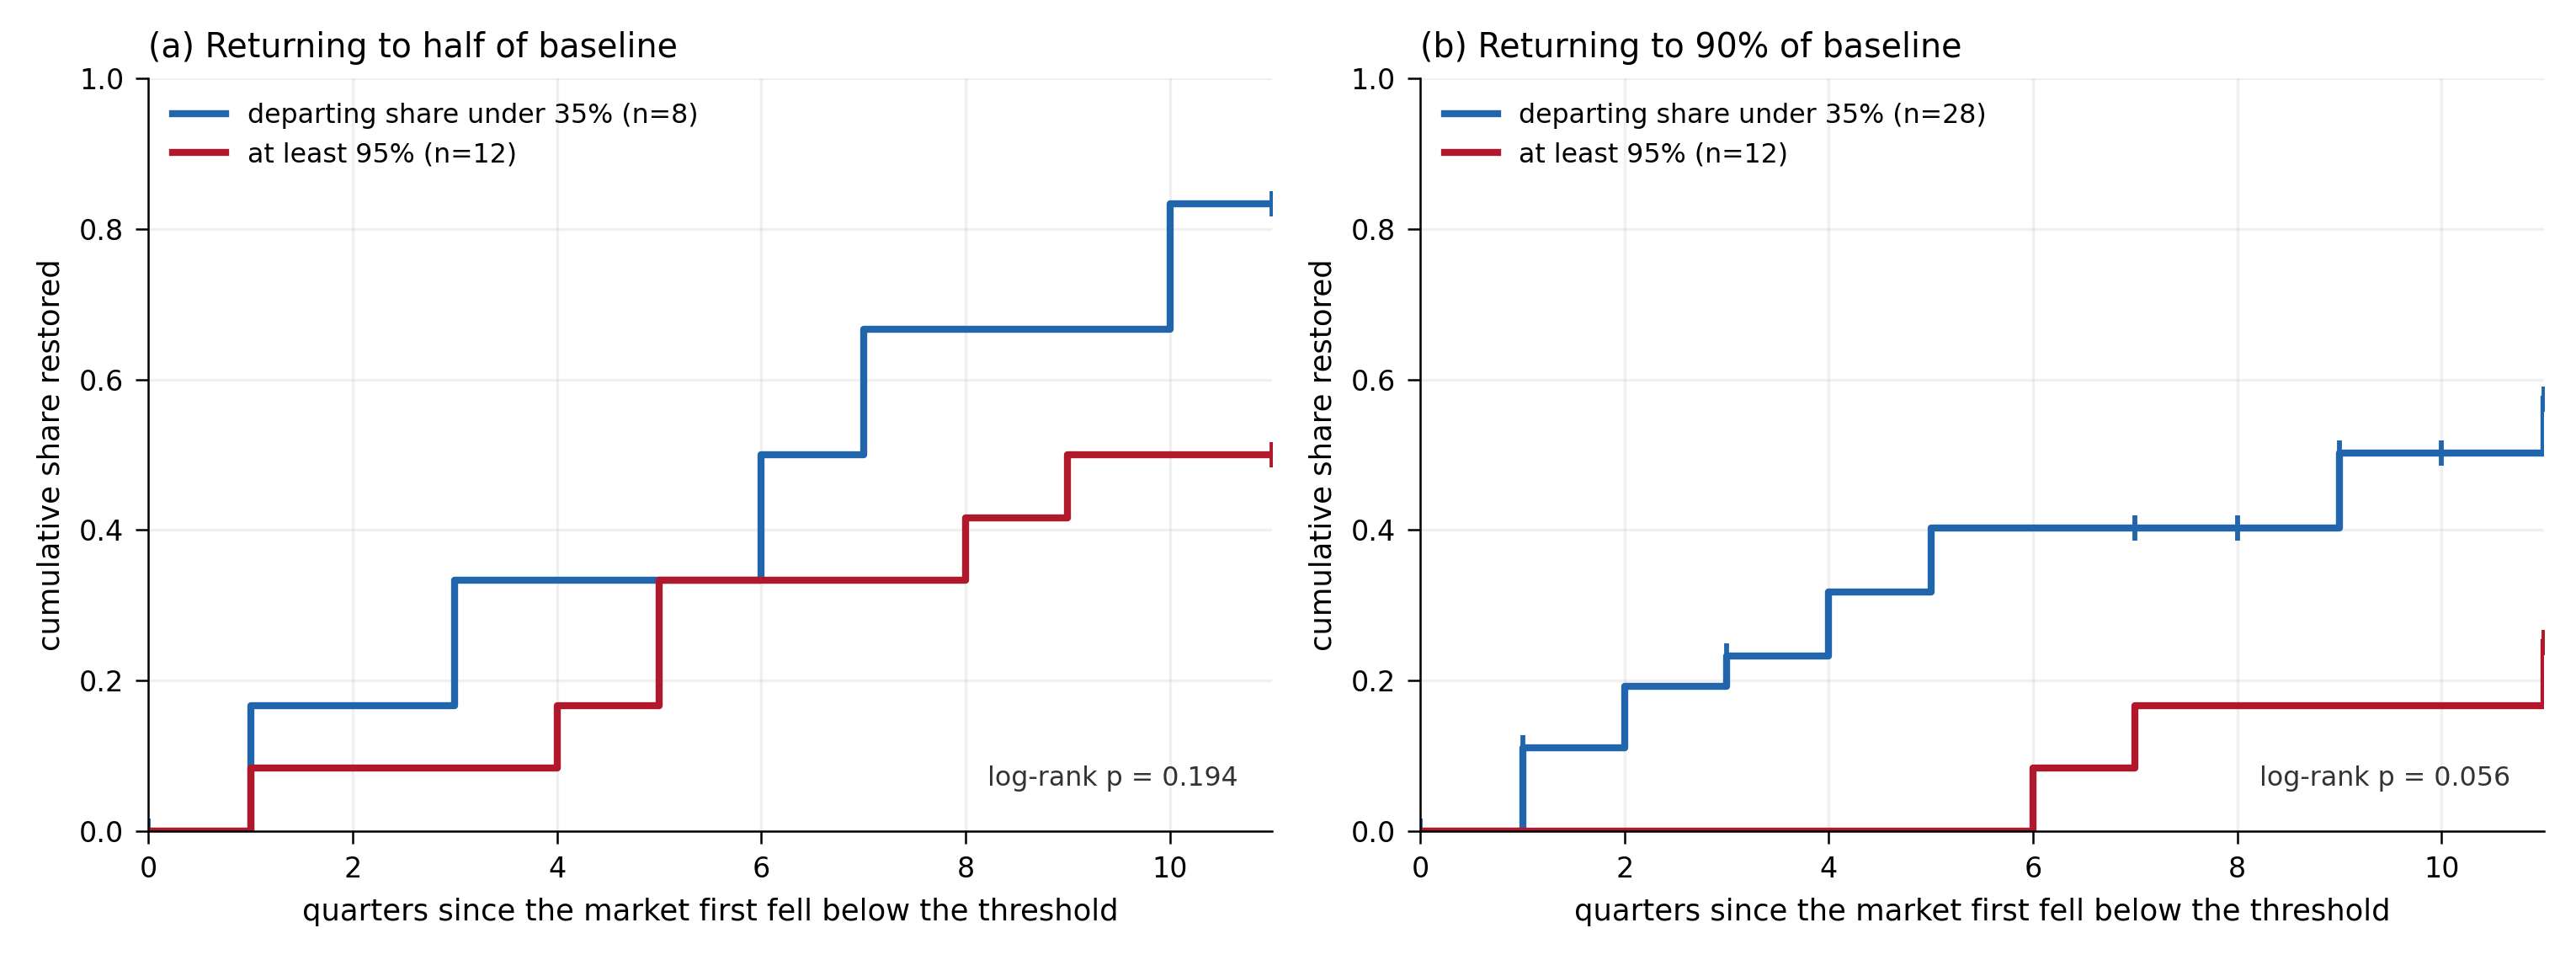 (a) Returning to half of baseline
1.0
0.8
0.6
0.4
0.2
0.0
cumulative share restored
departing share under 35% (n=8)
at least 95% (n=12)
log-rank p = 0.194
0 2 4 6 8 10
quarters since the market first fell below the threshold
(b) Returning to 90% of baseline
1.0
0.8
0.6
0.4
0.2
0.0
cumulative share restored
departing share under 35% (n=28)
at least 95% (n=12)
log-rank p = 0.056
0 2 4 6 8 10
quarters since the market first fell below the threshold